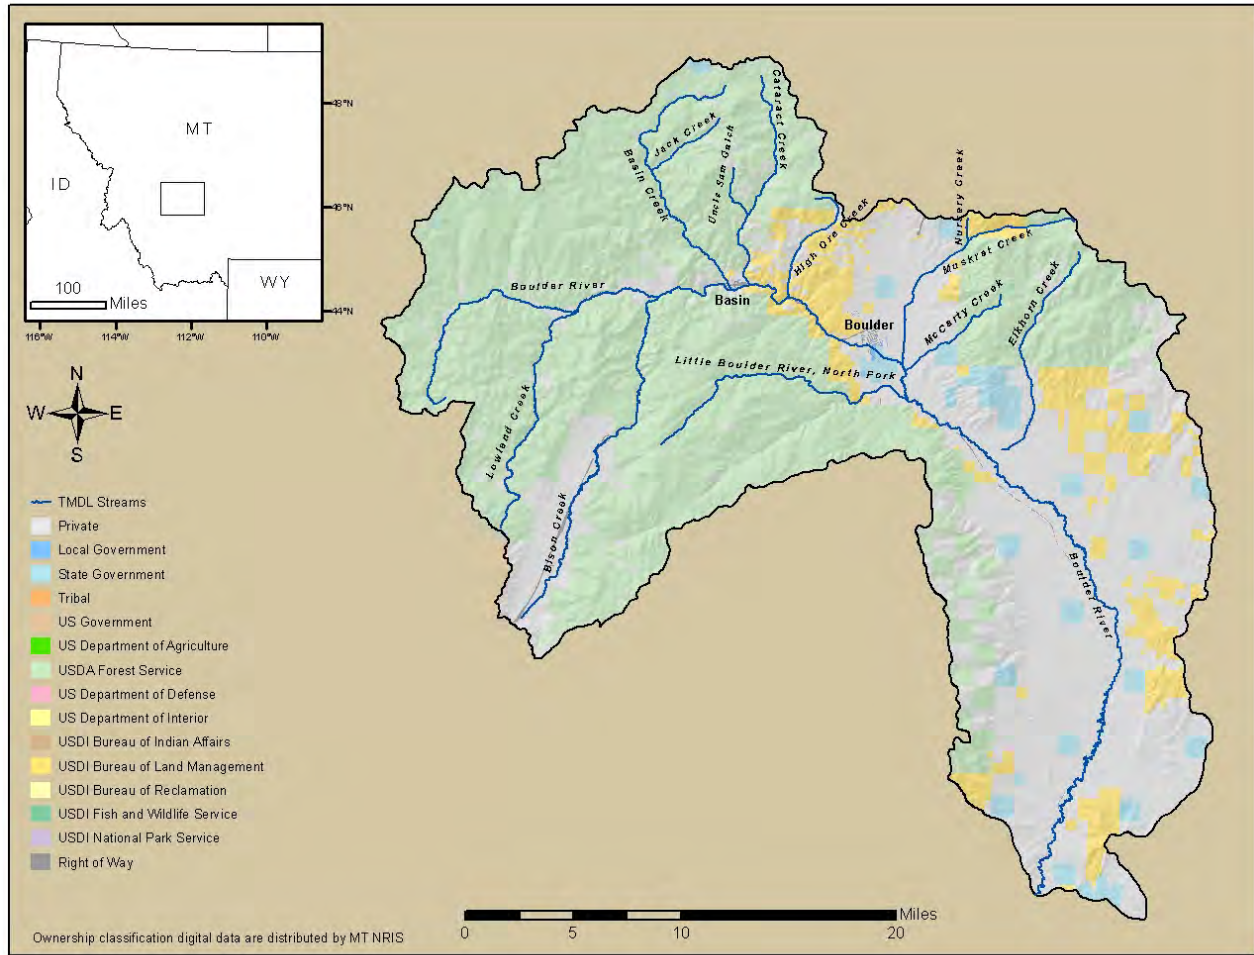 MT
ID
WY
100
Miles
48°N
46°N
44°N
116°W
114°W
112°W
110°W
N
W
E
S
TMDL Streams
Private
Local Government
State Government
Tribal
US Government
US Department of Agriculture
USDA Forest Service
US Department of Defense
US Department of Interior
USDI Bureau of Indian Affairs
USDI Bureau of Land Management
USDI Bureau of Reclamation
USDI Fish and Wildlife Service
USDI National Park Service
Right of Way
Ownership classification digital data are distributed by MT NRIS
Cataract Creek
Jack Creek
Basin Creek
Uncle Sam Gulch
High Ore Creek
Nursery Creek
Muskrat Creek
McCarty Creek
Elkhorn Creek
Boulder River
Basin
Boulder
Little Boulder River, North Fork
Lowland Creek
Bison Creek
Boulder River
Miles
0
5
10
20